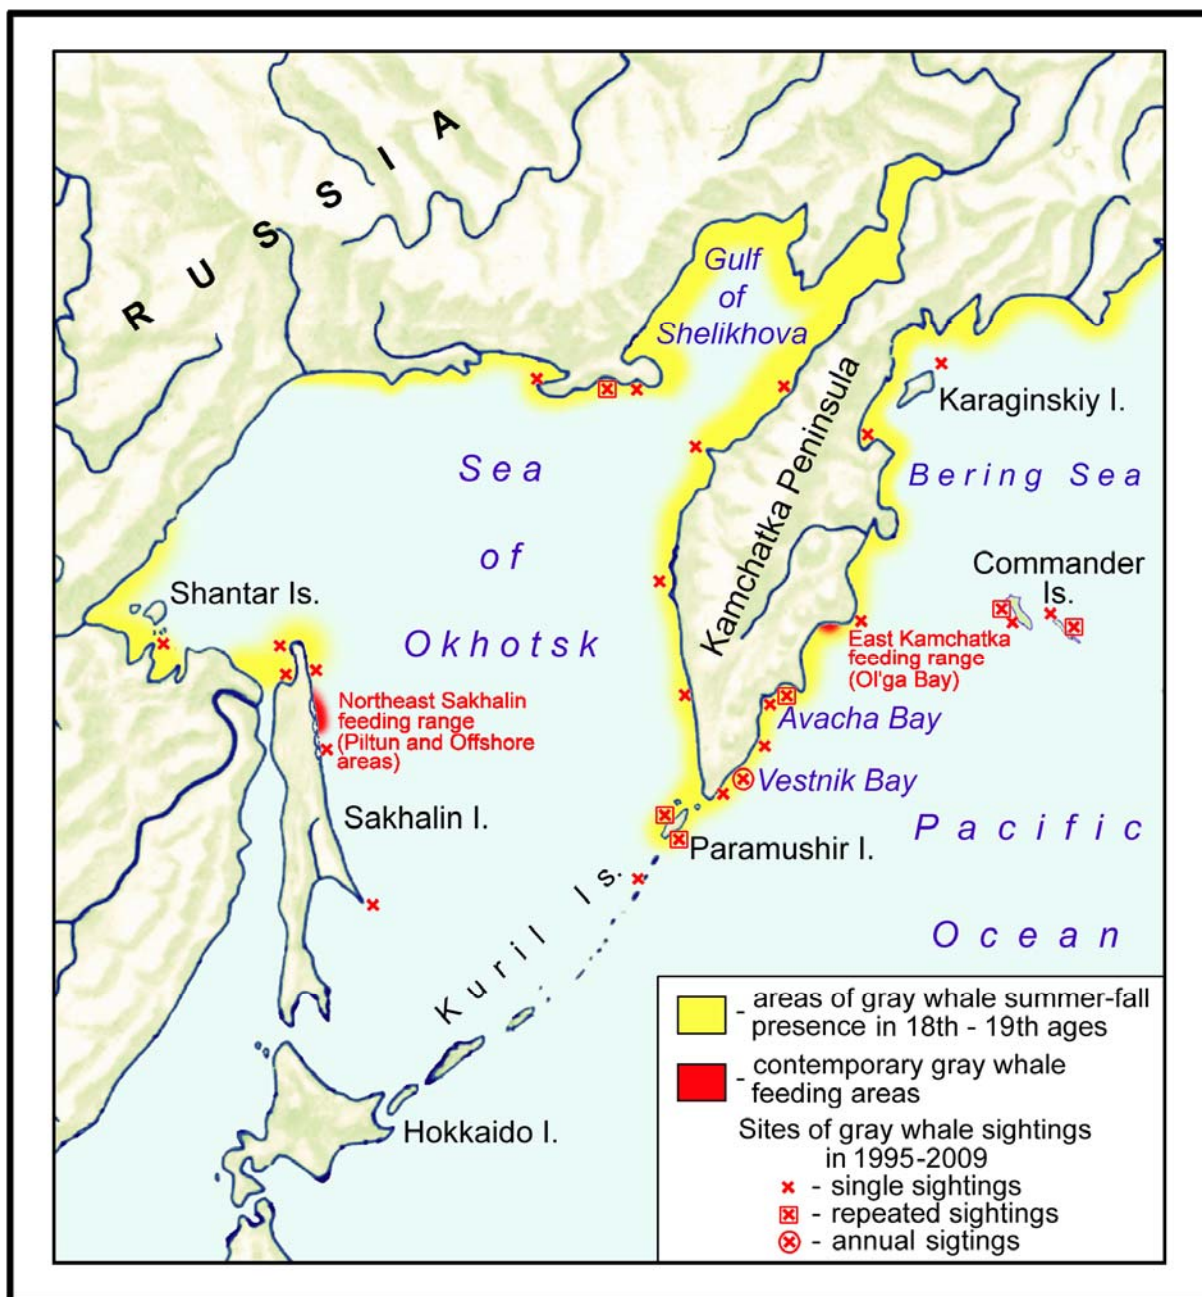 RUSSIA
Gulf
of
Shelikhova
Kamchatka Peninsula
Karaginskiy I.
Sea
of
Okhotsk
Bering Sea
Commander
Is.
Shantar Is.
East Kamchatka
feeding range
(Ol'ga Bay)
Northeast Sakhalin
feeding range
(Piltun and Offshore
areas)
Avacha Bay
Vestnik Bay
Sakhalin I.
Paramushir I.
Pacific
Ocean
Kuril Is.
Hokkaido I.
- areas of gray whale summer-fall
presence in 18th - 19th ages
- contemporary gray whale
feeding areas
Sites of gray whale sightings
in 1995-2009
- single sightings
- repeated sightings
- annual sigtings